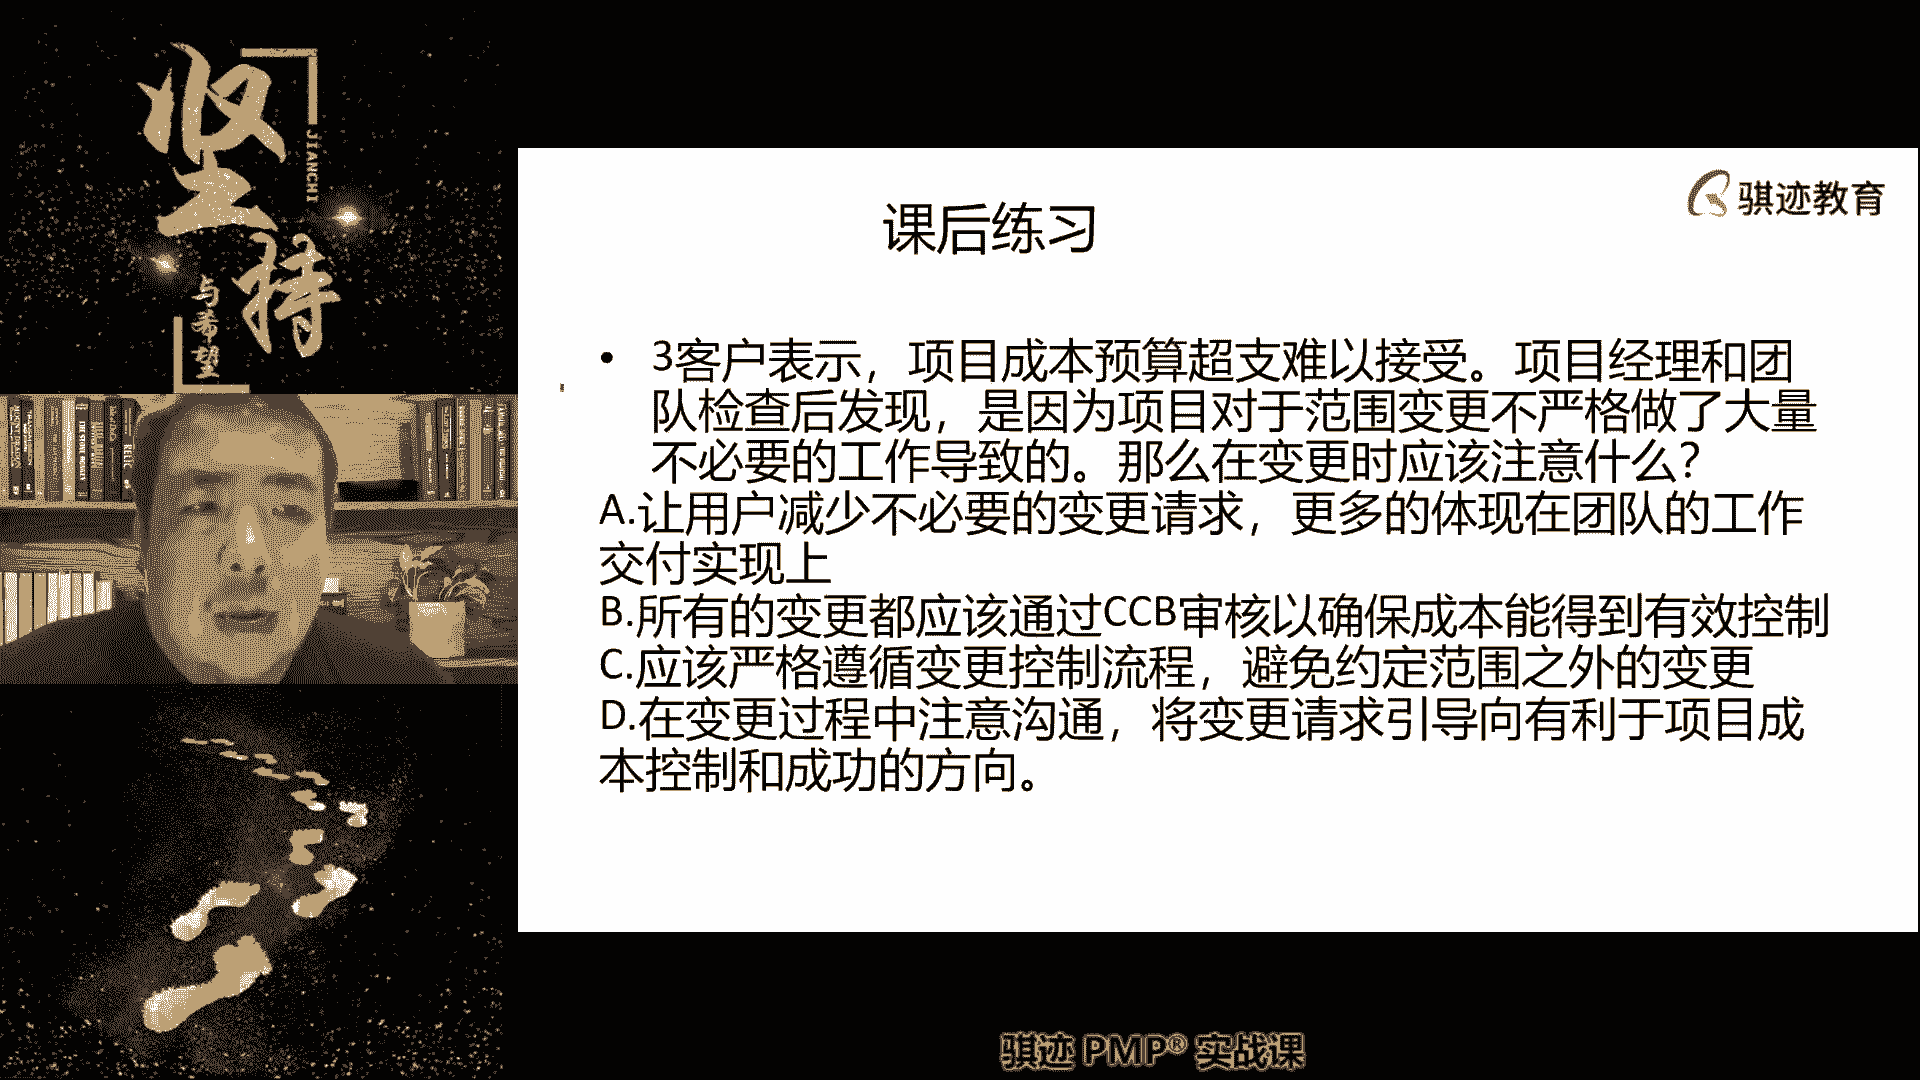 坚持
JIANCHI
与希望
骐迹教育
课后练习
• 3客户表示，项目成本预算超支难以接受。项目经理和团
队检查后发现，是因为项目对于范围变更不严格做了大量
不必要的工作导致的。那么在变更时应该注意什么？
A.让用户减少不必要的变更请求，更多的体现在团队的工作
交付实现上
B.所有的变更都应该通过CCB审核以确保成本能得到有效控制
C.应该严格遵循变更控制流程，避免约定范围之外的变更
D.在变更过程中注意沟通，将变更请求引导向有利于项目成
本控制和成功的方向。
骐迹 PMP® 实战课